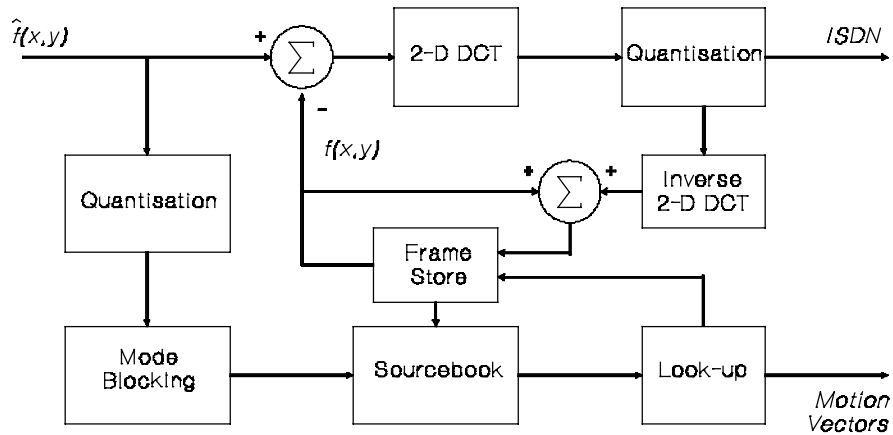 f̂(x,y)
+
Σ
2-D DCT
Quantisation
ISDN
-
f(x,y)
Quantisation
+
Σ
+
Inverse
2-D DCT
Frame
Store
Mode
Blocking
Sourcebook
Look-up
Motion
Vectors